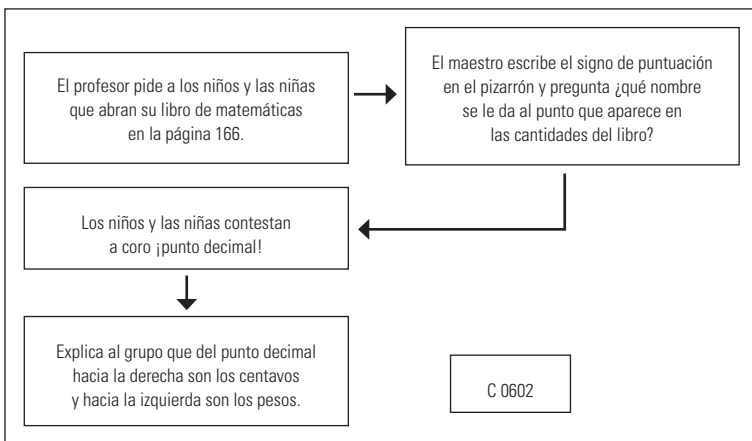 El profesor pide a los niños y las niñas
que abran su libro de matemáticas
en la página 166.
El maestro escribe el signo de puntuación
en el pizarrón y pregunta ¿qué nombre
se le da al punto que aparece en
las cantidades del libro?
Los niños y las niñas contestan
a coro ¡punto decimal!
Explica al grupo que del punto decimal
hacia la derecha son los centavos
y hacia la izquierda son los pesos.
C 0602